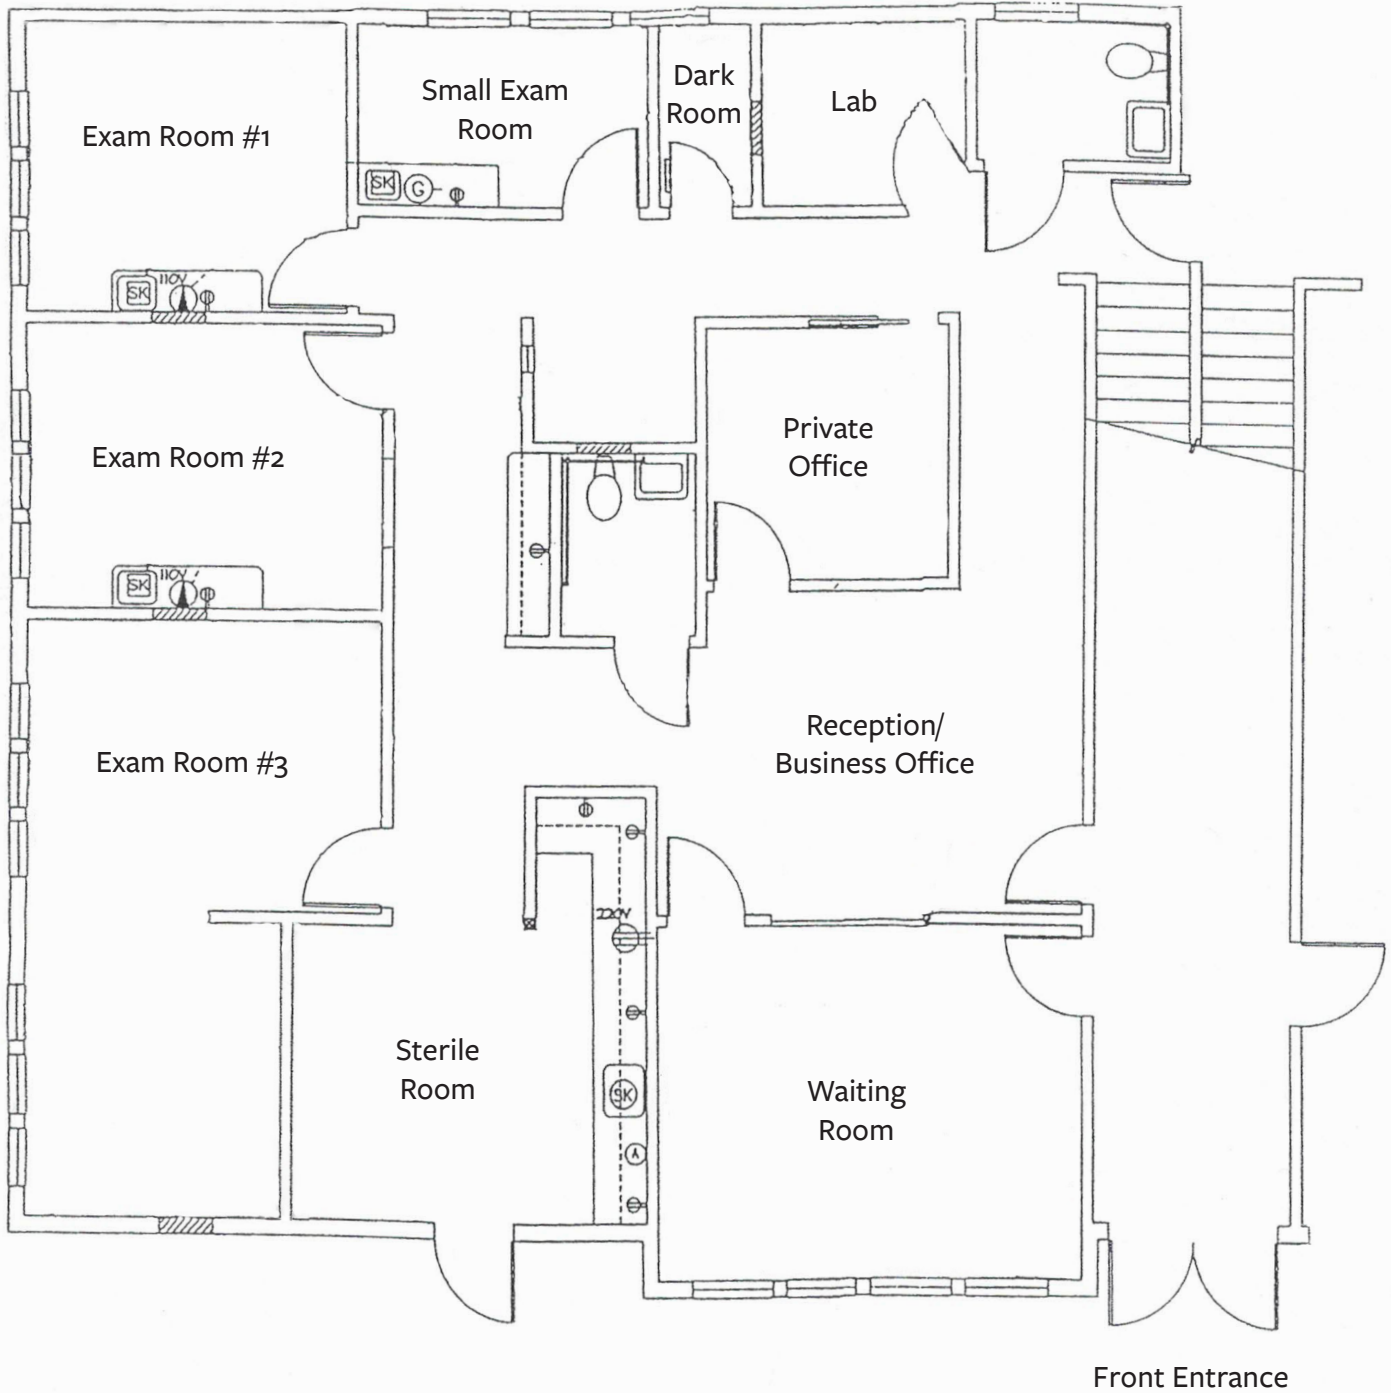 Exam Room #1
Small Exam
Room
Dark
Room
Lab
SK
G
110V
SK
Exam Room #2
Private
Office
110V
SK
Exam Room #3
Reception/
Business Office
220V
Sterile
Room
SK
Waiting
Room
A
Front Entrance